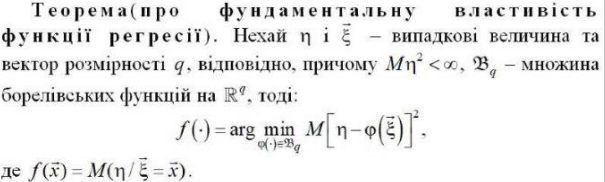 Теорема(про фундаментальну властивість
функції регресії). Нехай η і ξ⃗ – випадкові величина та
вектор розмірності q, відповідно, причому Mη² < ∞, 𝔅_q – множина
борелівських функцій на ℝ^q, тоді:
f(·) = arg min_{φ(·)∈𝔅_q} M[η – φ(ξ⃗)]²,
де f(x⃗) = M(η / ξ⃗ = x⃗).